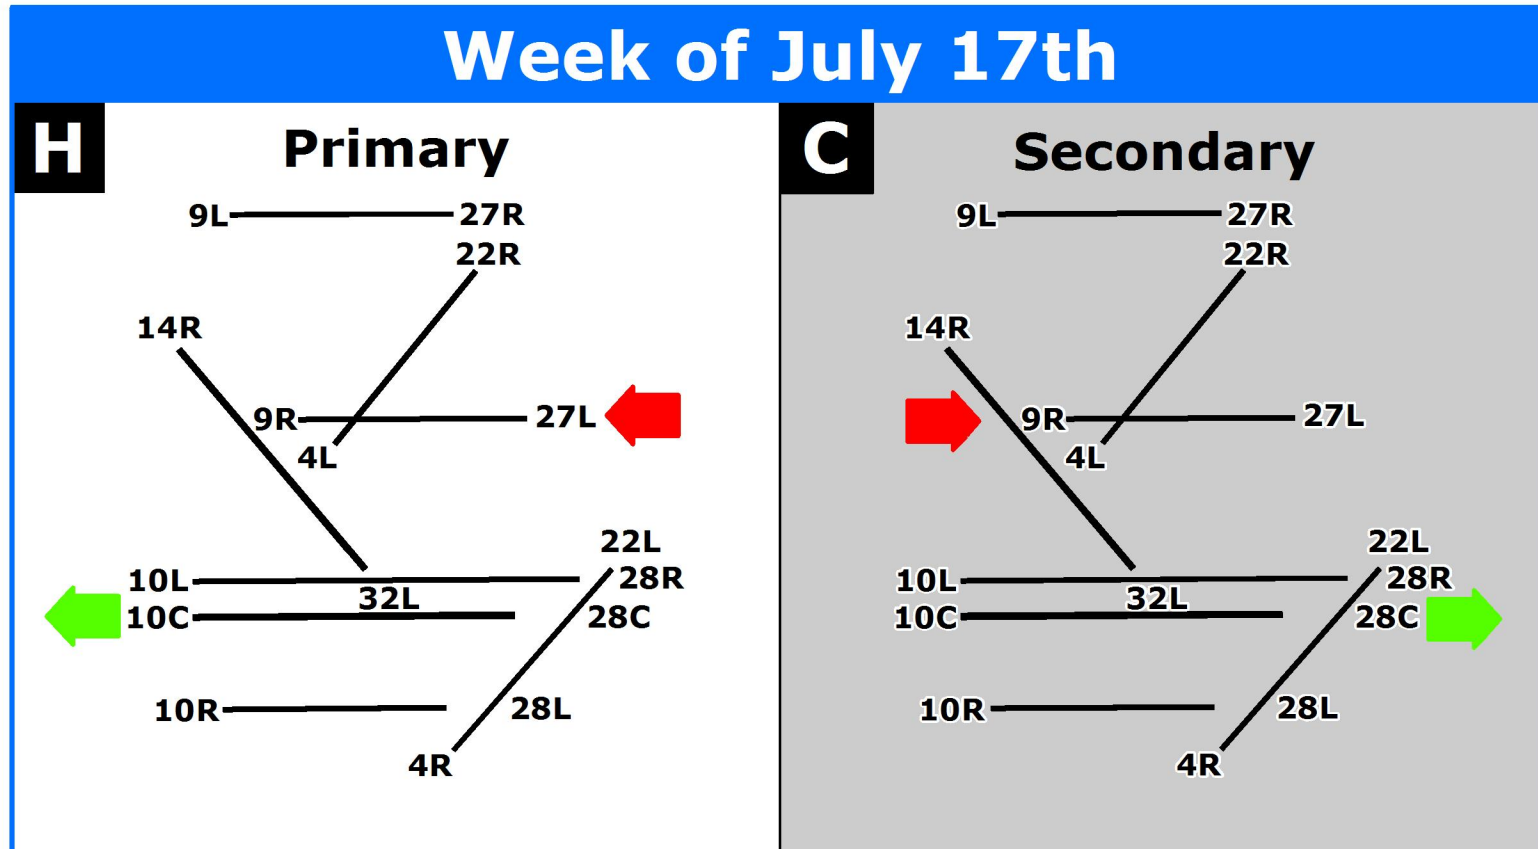 Week of July 17th
H
Primary
9L 27R
22R
14R
9R 27L
4L
22L
10L 28R
32L
10C 28C
10R 28L
4R
C
Secondary
9L 27R
22R
14R
9R 27L
4L
22L
10L 28R
32L
10C 28C
10R 28L
4R